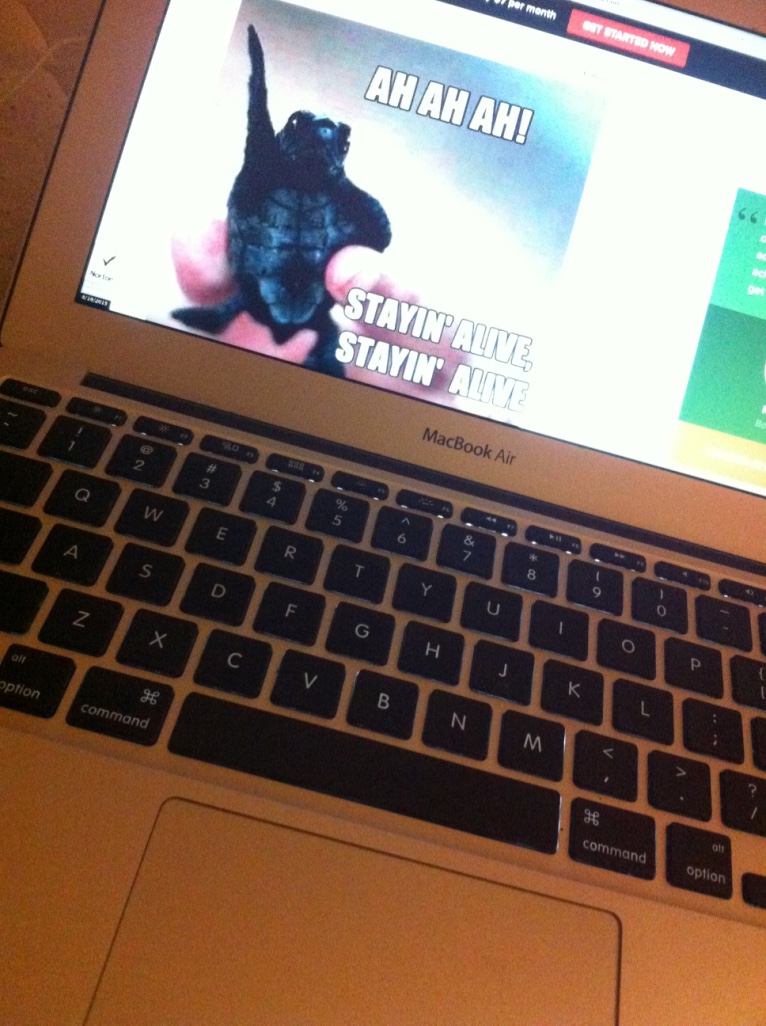 per month
GET STARTED NOW
AH AH AH!
“
STAYIN' ALIVE,
STAYIN' ALIVE
Norton
MacBook Air
esc
~ ! 1 @ 2 # 3 $ 4 % 5 ^ 6 & 7 * 8 ( 9 ) 0 _ -
Q W E R T Y U I O P { [
A S D F G H J K L : ;
Z X C V B N M < , > . ? /
alt option ⌘ command ⌘ command alt option